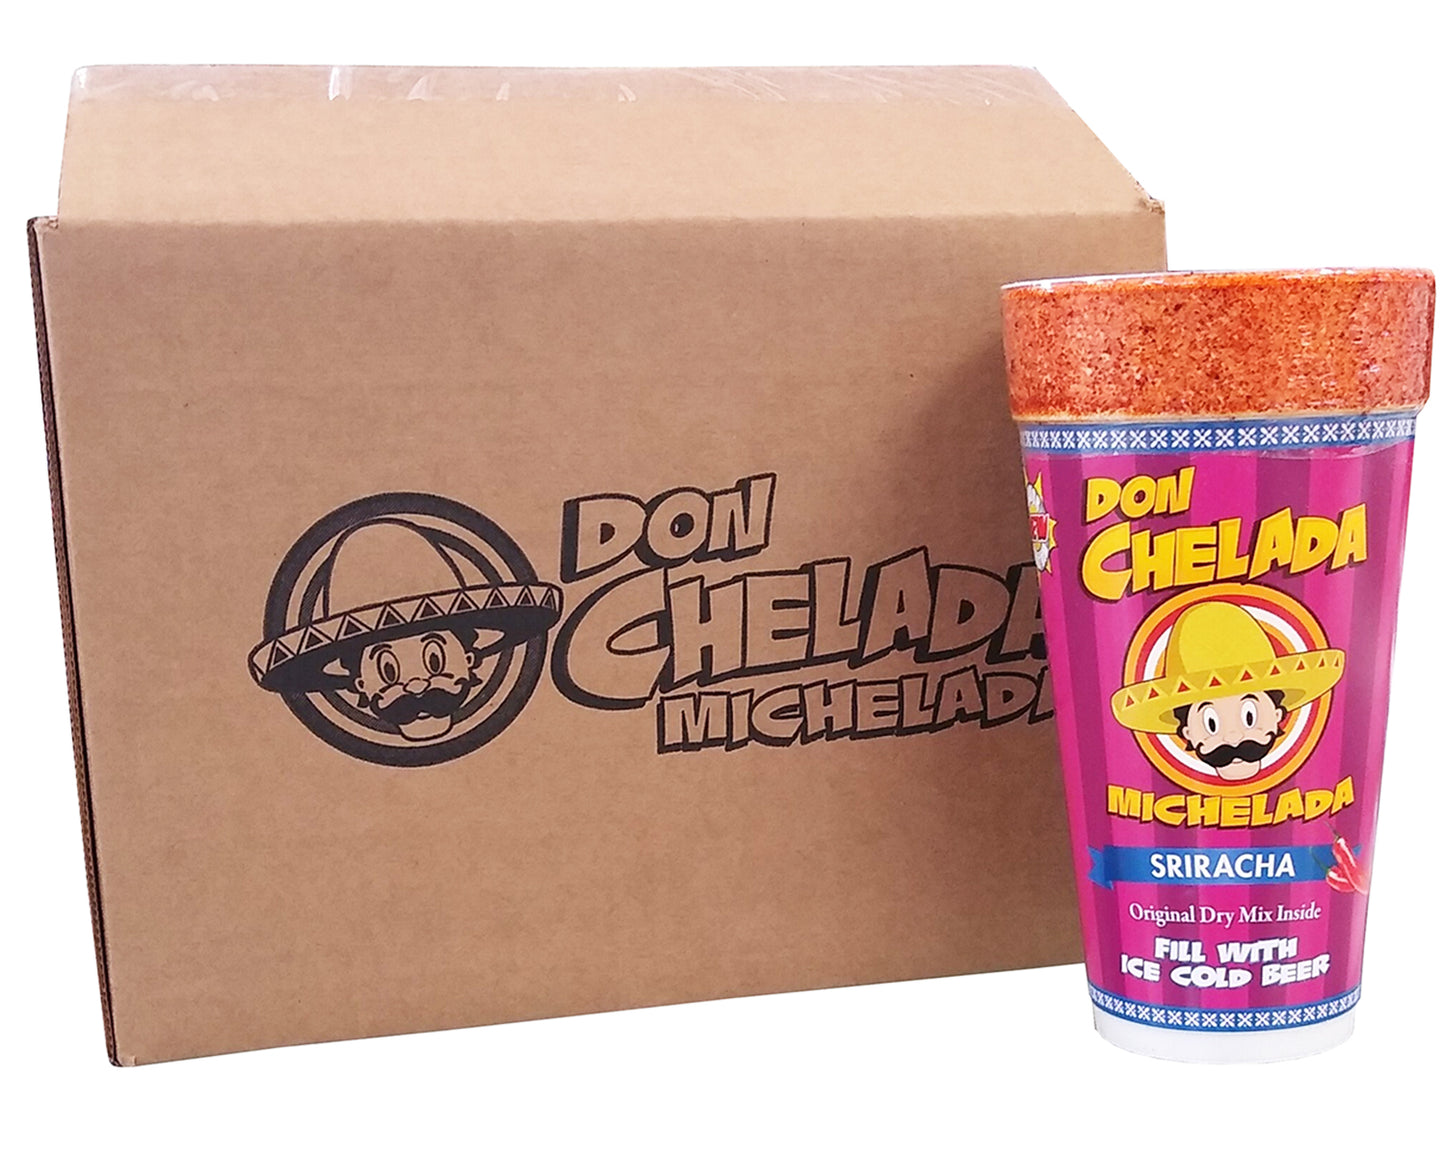 DON
CHELADA
MICHELADA
DON
CHELADA
MICHELADA
SRIRACHA
Original Dry Mix Inside
FILL WITH
ICE COLD BEER